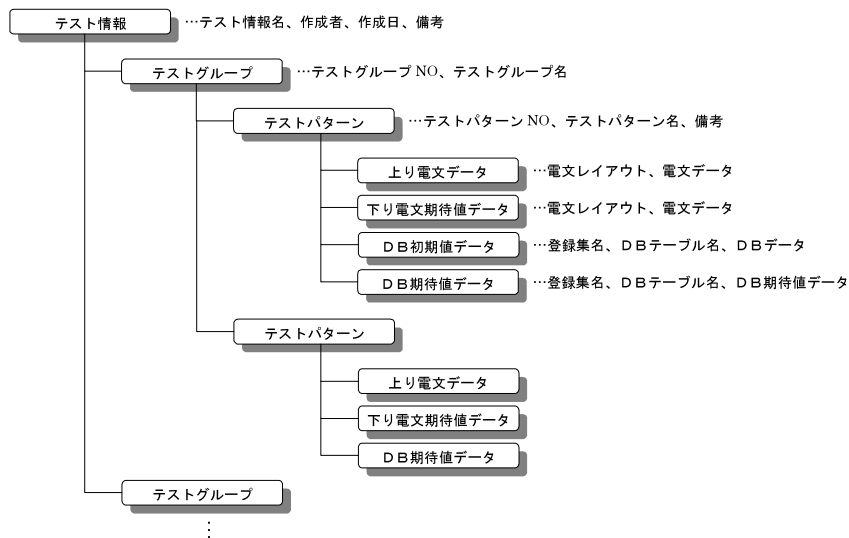 テスト情報 …テスト情報名、作成者、作成日、備考
テストグループ …テストグループ NO、テストグループ名
テストパターン …テストパターン NO、テストパターン名、備考
上り電文データ …電文レイアウト、電文データ
下り電文期待値データ …電文レイアウト、電文データ
ＤＢ初期値データ …登録集名、ＤＢテーブル名、ＤＢデータ
ＤＢ期待値データ …登録集名、ＤＢテーブル名、ＤＢ期待値データ
テストパターン
上り電文データ
下り電文期待値データ
ＤＢ期待値データ
テストグループ
⋮